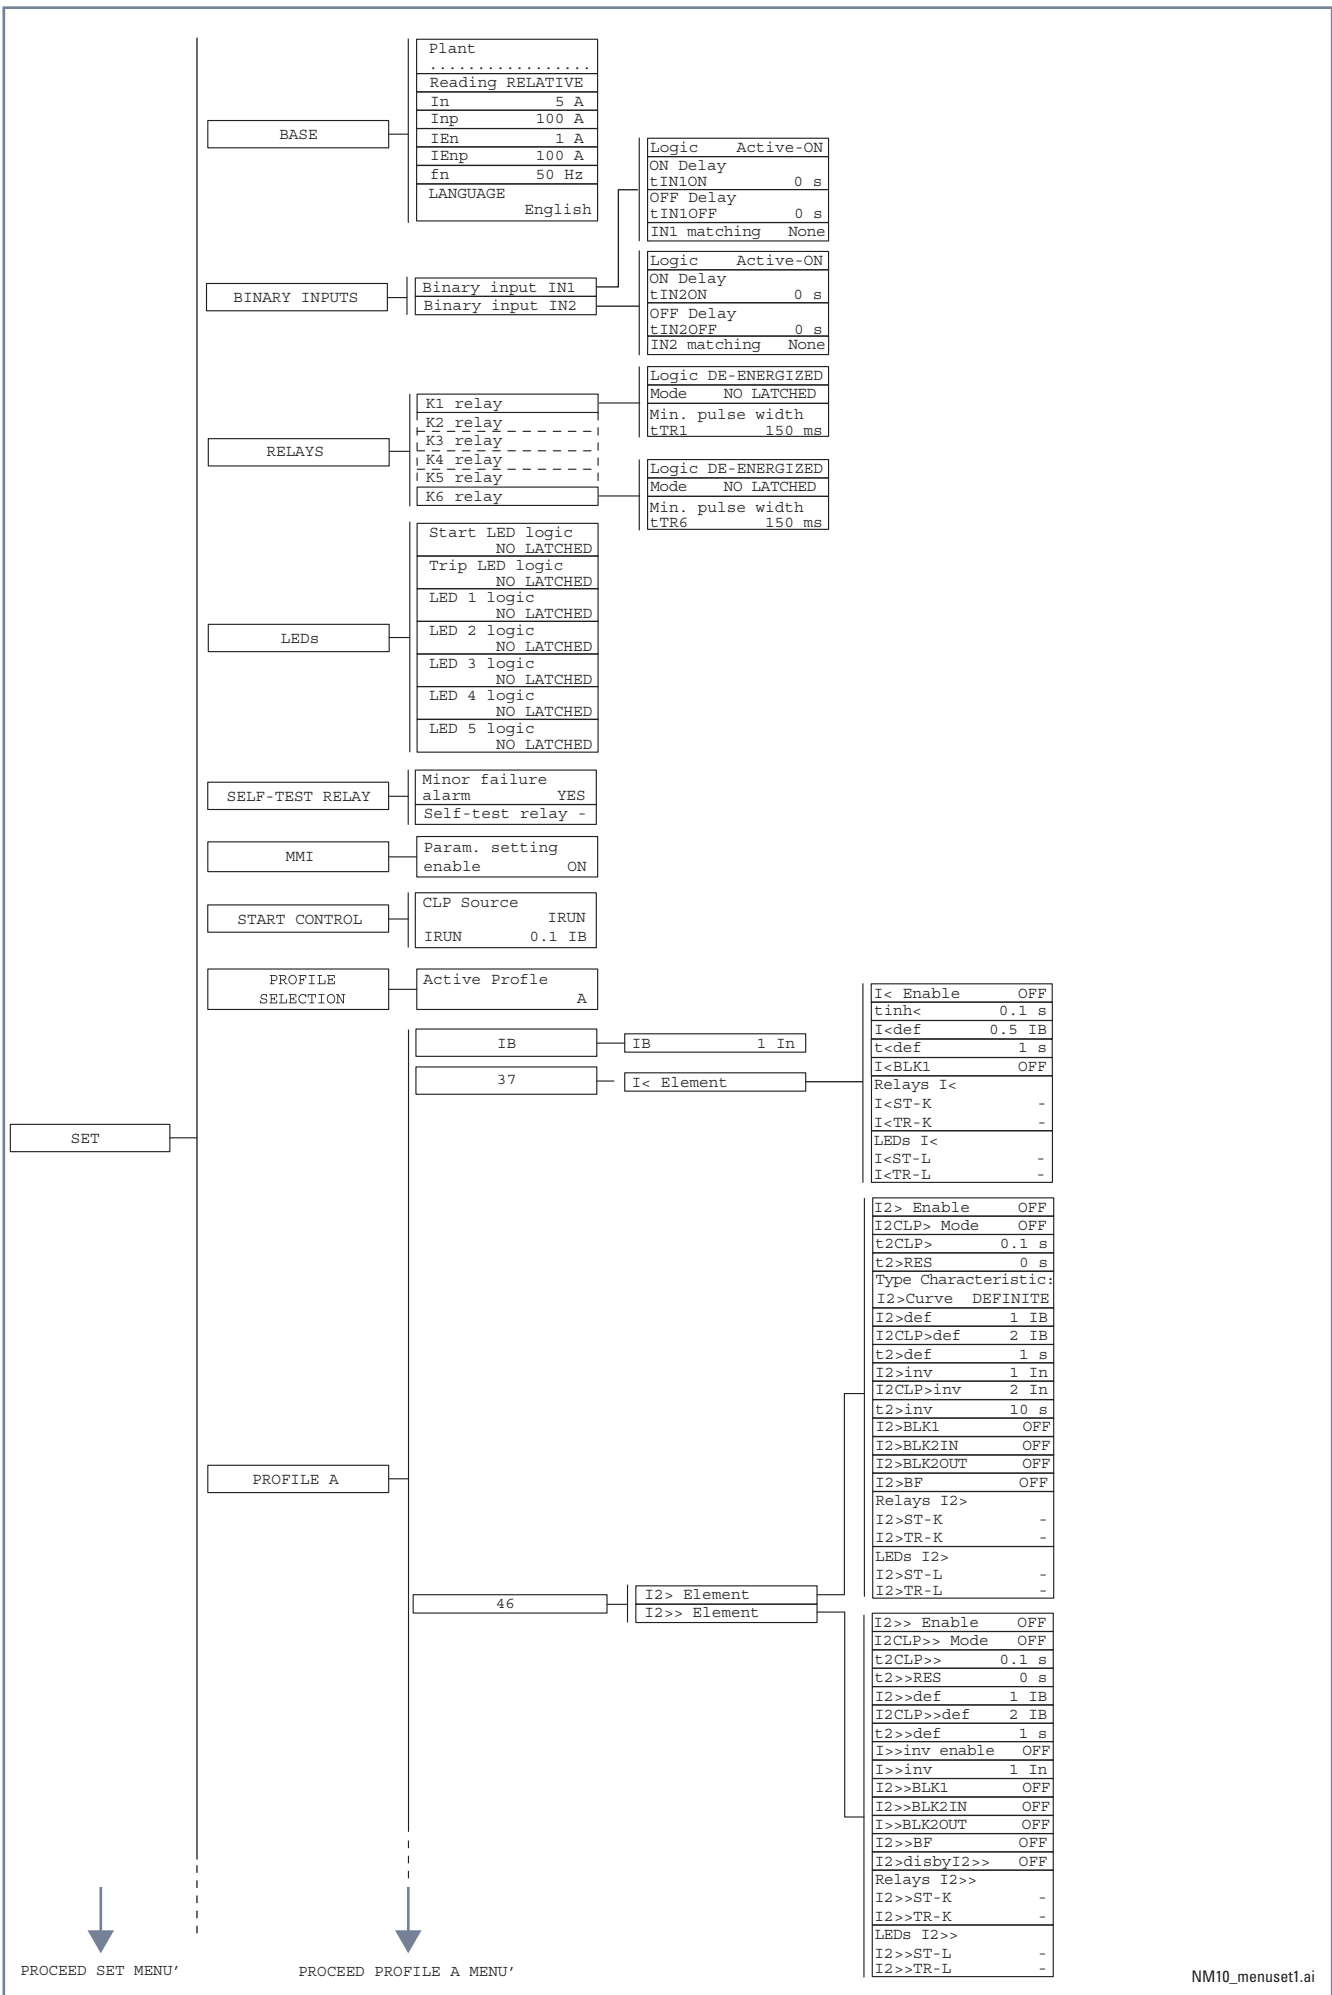 Plant
.................
Reading RELATIVE
In 5 A
Inp 100 A
IEn 1 A
IEnp 100 A
fn 50 Hz
LANGUAGE
English
BASE
Logic Active-ON
ON Delay
tIN1ON 0 s
OFF Delay
tIN1OFF 0 s
IN1 matching None
BINARY INPUTS
Binary input IN1
Binary input IN2
Logic Active-ON
ON Delay
tIN2ON 0 s
OFF Delay
tIN2OFF 0 s
IN2 matching None
RELAYS
K1 relay
K2 relay
K3 relay
K4 relay
K5 relay
K6 relay
Logic DE-ENERGIZED
Mode NO LATCHED
Min. pulse width
tTR1 150 ms
Logic DE-ENERGIZED
Mode NO LATCHED
Min. pulse width
tTR6 150 ms
LEDs
Start LED logic
NO LATCHED
Trip LED logic
NO LATCHED
LED 1 logic
NO LATCHED
LED 2 logic
NO LATCHED
LED 3 logic
NO LATCHED
LED 4 logic
NO LATCHED
LED 5 logic
NO LATCHED
SELF-TEST RELAY
Minor failure
alarm YES
Self-test relay -
MMI
Param. setting
enable ON
START CONTROL
CLP Source
IRUN
IRUN 0.1 IB
PROFILE
SELECTION
Active Profle
A
SET
PROFILE A
IB
IB 1 In
37
I< Element
I< Enable OFF
tinh< 0.1 s
I<def 0.5 IB
t<def 1 s
I<BLK1 OFF
Relays I<
I<ST-K -
I<TR-K -
LEDs I<
I<ST-L -
I<TR-L -
46
I2> Element
I2>> Element
I2> Enable OFF
I2CLP> Mode OFF
t2CLP> 0.1 s
t2>RES 0 s
Type Characteristic:
I2>Curve DEFINITE
I2>def 1 IB
I2CLP>def 2 IB
t2>def 1 s
I2>inv 1 In
I2CLP>inv 2 In
t2>inv 10 s
I2>BLK1 OFF
I2>BLK2IN OFF
I2>BLK2OUT OFF
I2>BF OFF
Relays I2>
I2>ST-K -
I2>TR-K -
LEDs I2>
I2>ST-L -
I2>TR-L -
I2>> Enable OFF
I2CLP>> Mode OFF
t2CLP>> 0.1 s
t2>>RES 0 s
I2>>def 1 IB
I2CLP>>def 2 IB
t2>>def 1 s
I>>inv enable OFF
I>>inv 1 In
I2>>BLK1 OFF
I2>>BLK2IN OFF
I>>BLK2OUT OFF
I2>>BF OFF
I2>disbyI2>> OFF
Relays I2>>
I2>>ST-K -
I2>>TR-K -
LEDs I2>>
I2>>ST-L -
I2>>TR-L -
PROCEED SET MENU'
PROCEED PROFILE A MENU'
NM10_menuset1.ai